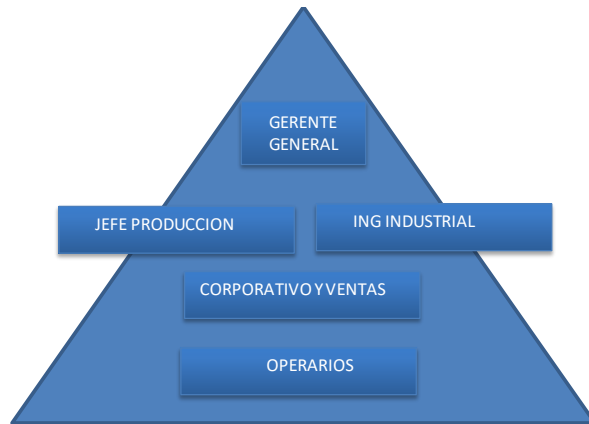 GERENTE
GENERAL
JEFE PRODUCCION
ING INDUSTRIAL
CORPORATIVO Y VENTAS
OPERARIOS